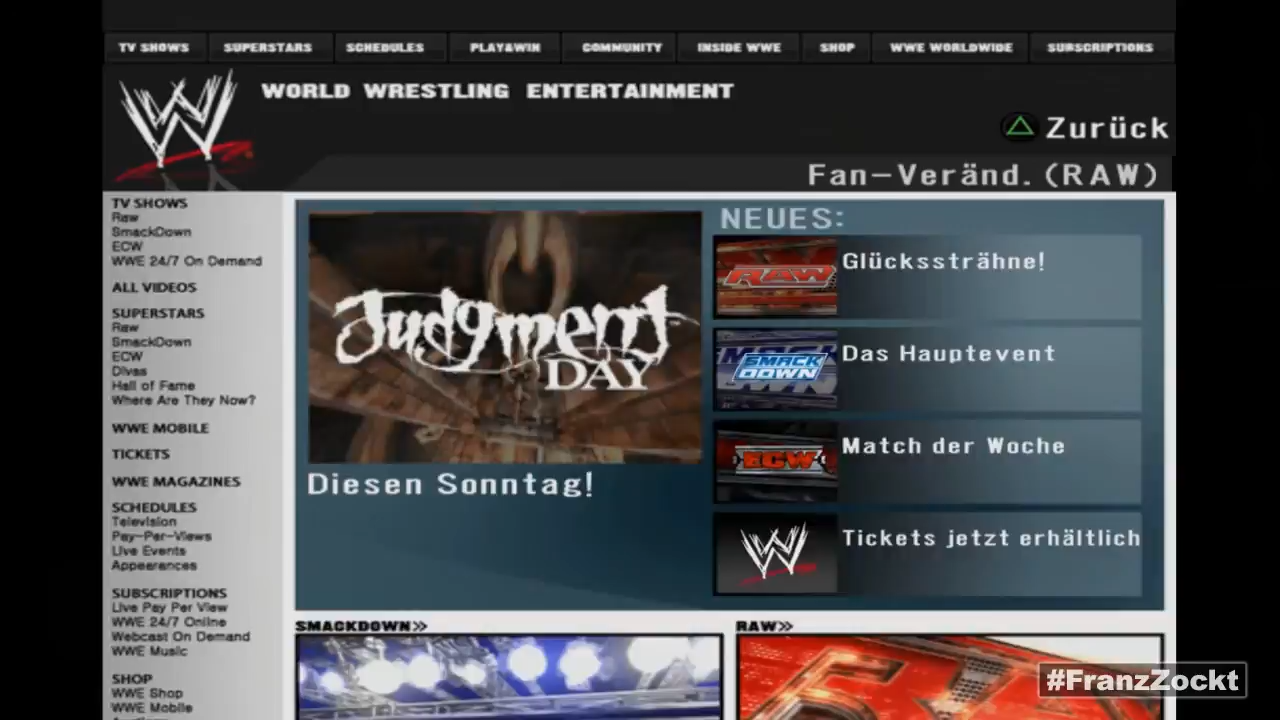 TV SHOWS SUPERSTARS SCHEDULES PLAY&WIN COMMUNITY INSIDE WWE SHOP WWE WORLDWIDE SUBSCRIPTIONS
WORLD WRESTLING ENTERTAINMENT
Zurück
Fan-Veränd. (RAW)
TV SHOWS
Raw
SmackDown
ECW
WWE 24/7 On Demand
ALL VIDEOS
SUPERSTARS
Raw
SmackDown
ECW
Divas
Hall of Fame
Where Are They Now?
WWE MOBILE
TICKETS
WWE MAGAZINES
SCHEDULES
Television
Pay-Per-Views
Live Events
Appearances
SUBSCRIPTIONS
Live Pay Per View
WWE 24/7 Online
Webcast On Demand
WWE Music
SHOP
WWE Shop
WWE Mobile
Judgment
DAY
Diesen Sonntag!
NEUES:
RAW
Glückssträhne!
SMACK
DOWN
Das Hauptevent
ECW
Match der Woche
W
Tickets jetzt erhältlich
SMACKDOWN>>
RAW>>
#FranzZockt